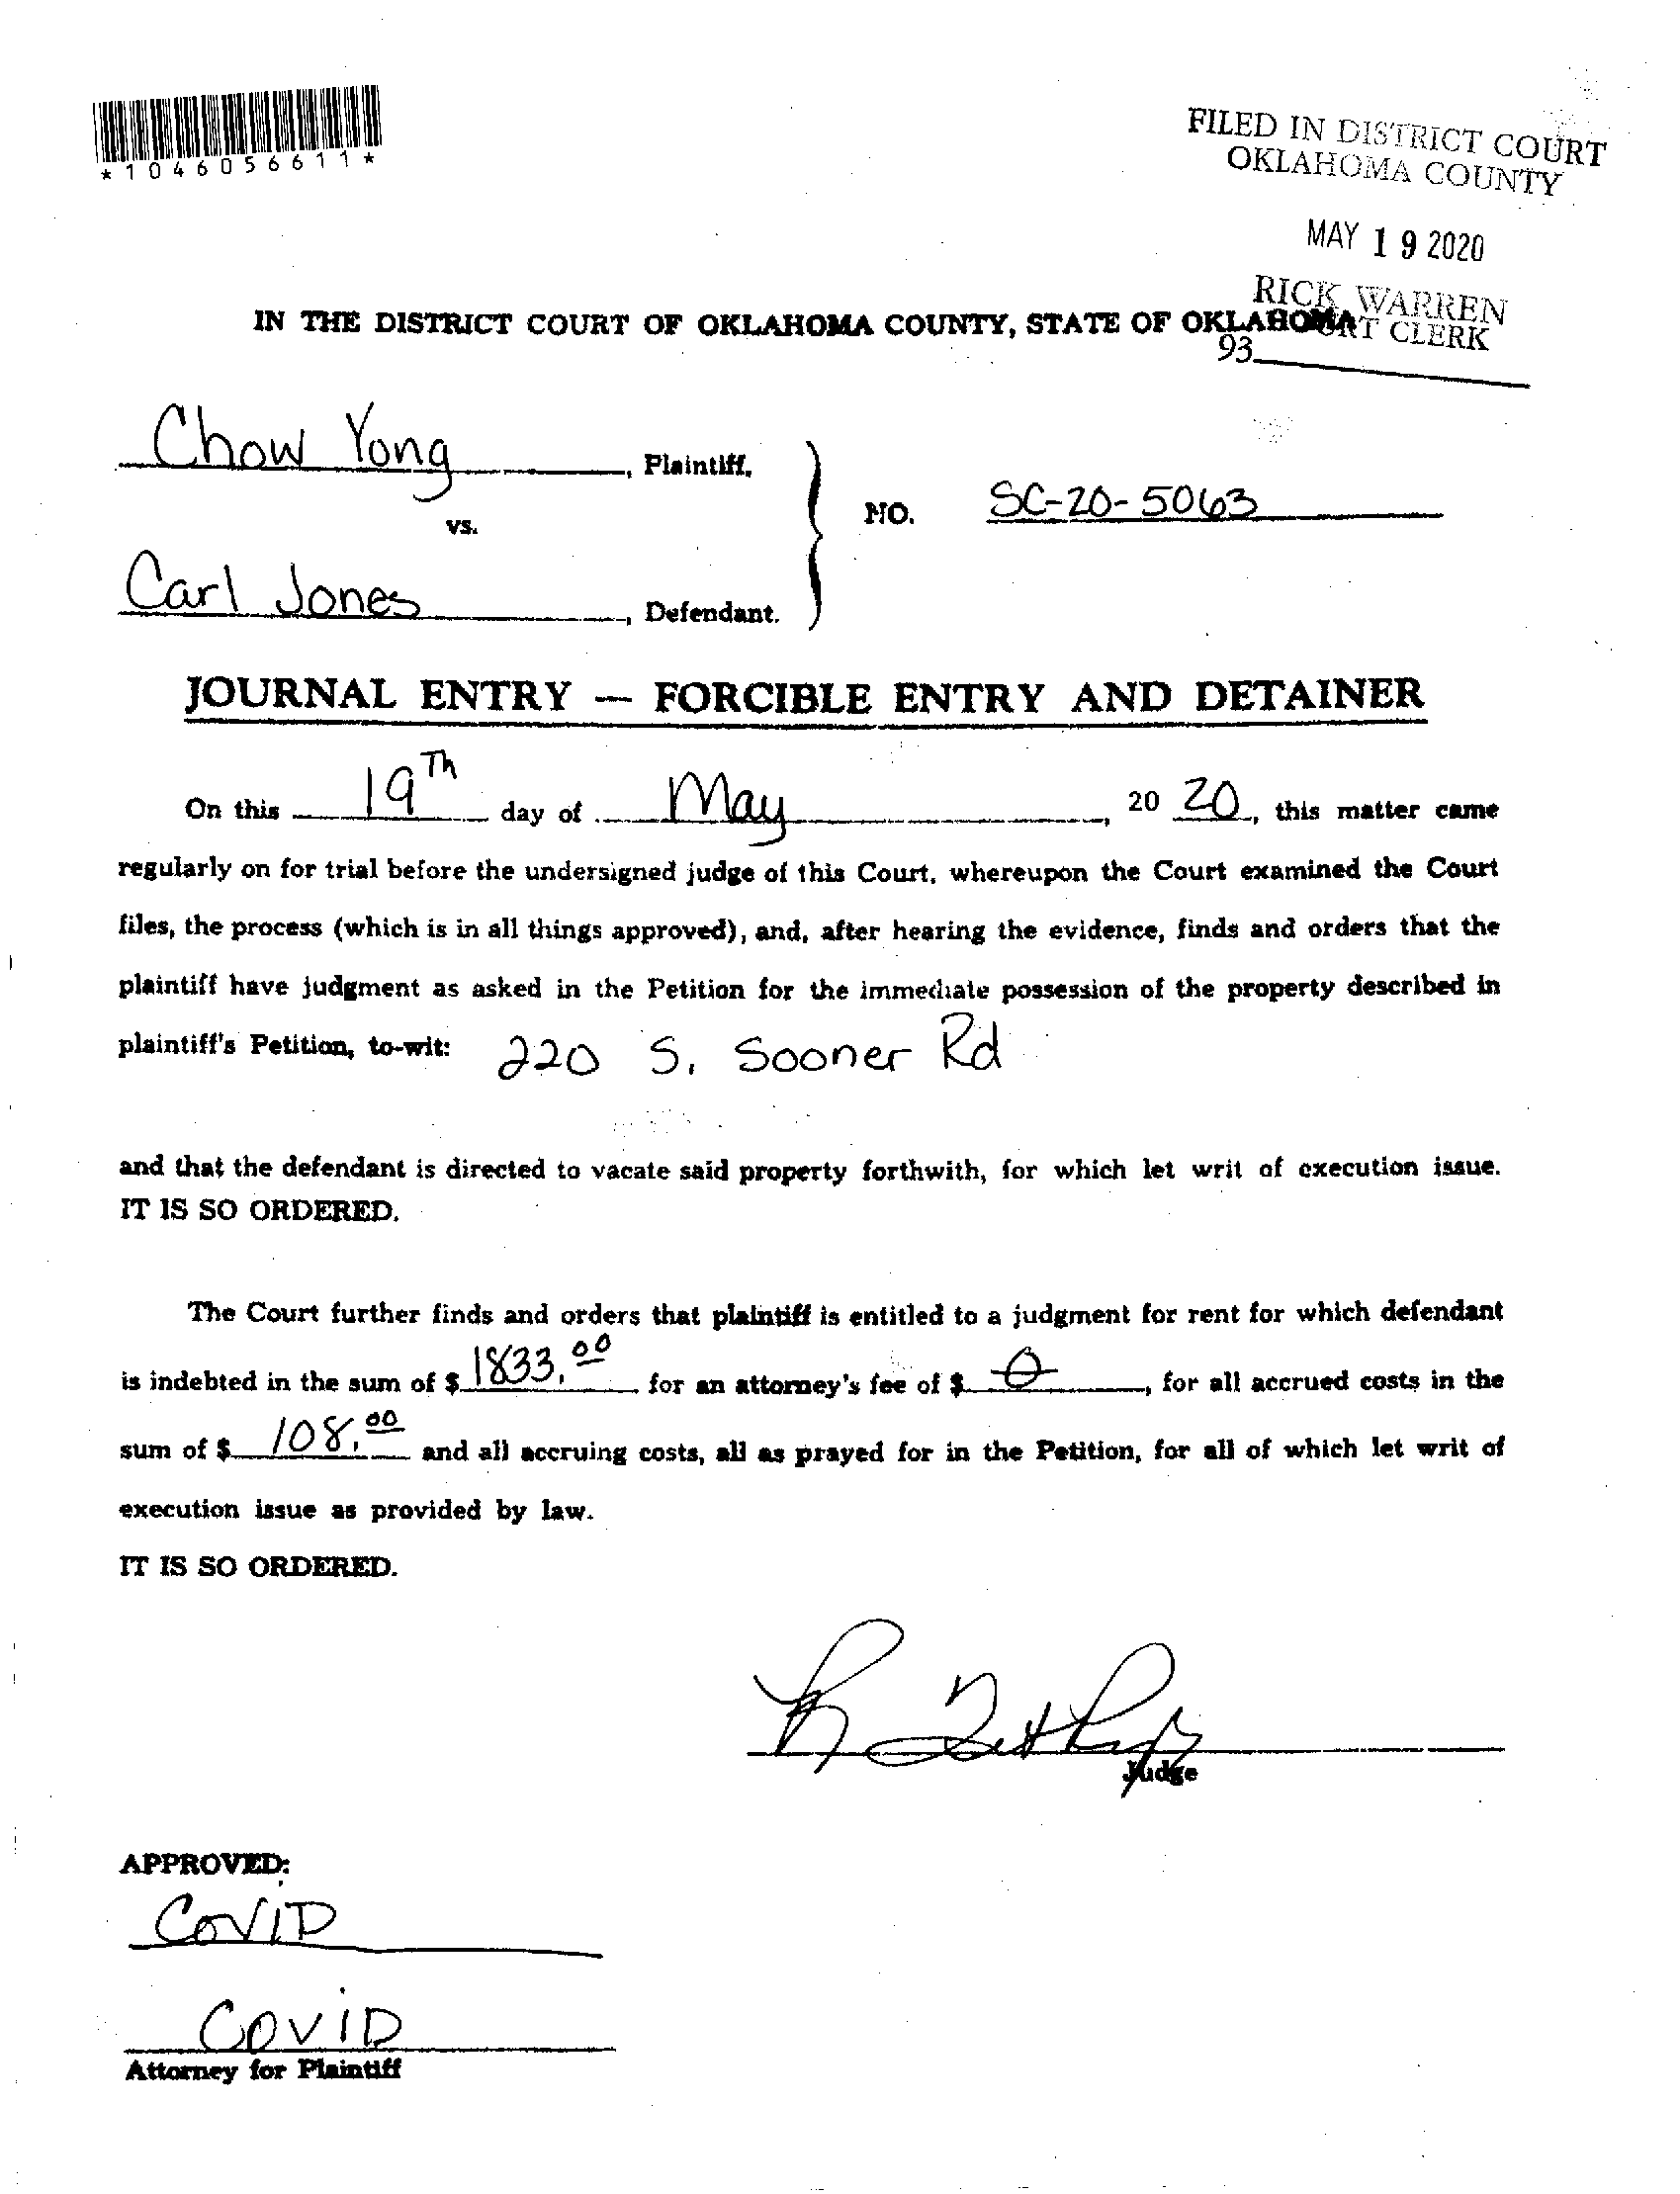 *1046056611*
FILED IN DISTRICT COURT
OKLAHOMA COUNTY
MAY 19 2020
RICK WARREN
COURT CLERK
93
IN THE DISTRICT COURT OF OKLAHOMA COUNTY, STATE OF OKLAHOMA
Chow Yong, Plaintiff,
vs.
NO. SC-20-5063
Carl Jones, Defendant.
JOURNAL ENTRY — FORCIBLE ENTRY AND DETAINER
On this 19Th day of May, 20 20, this matter came
regularly on for trial before the undersigned judge of this Court, whereupon the Court examined the Court
files, the process (which is in all things approved), and, after hearing the evidence, finds and orders that the
plaintiff have judgment as asked in the Petition for the immediate possession of the property described in
plaintiff's Petition, to-wit: 220 S. Sooner Rd
and that the defendant is directed to vacate said property forthwith, for which let writ of execution issue.
IT IS SO ORDERED.
The Court further finds and orders that plaintiff is entitled to a judgment for rent for which defendant
is indebted in the sum of $ 1833.00 for an attorney's fee of $ 0, for all accrued costs in the
sum of $ 108.00 and all accruing costs, all as prayed for in the Petition, for all of which let writ of
execution issue as provided by law.
IT IS SO ORDERED.
Judge
APPROVED:
COVID
COVID
Attorney for Plaintiff